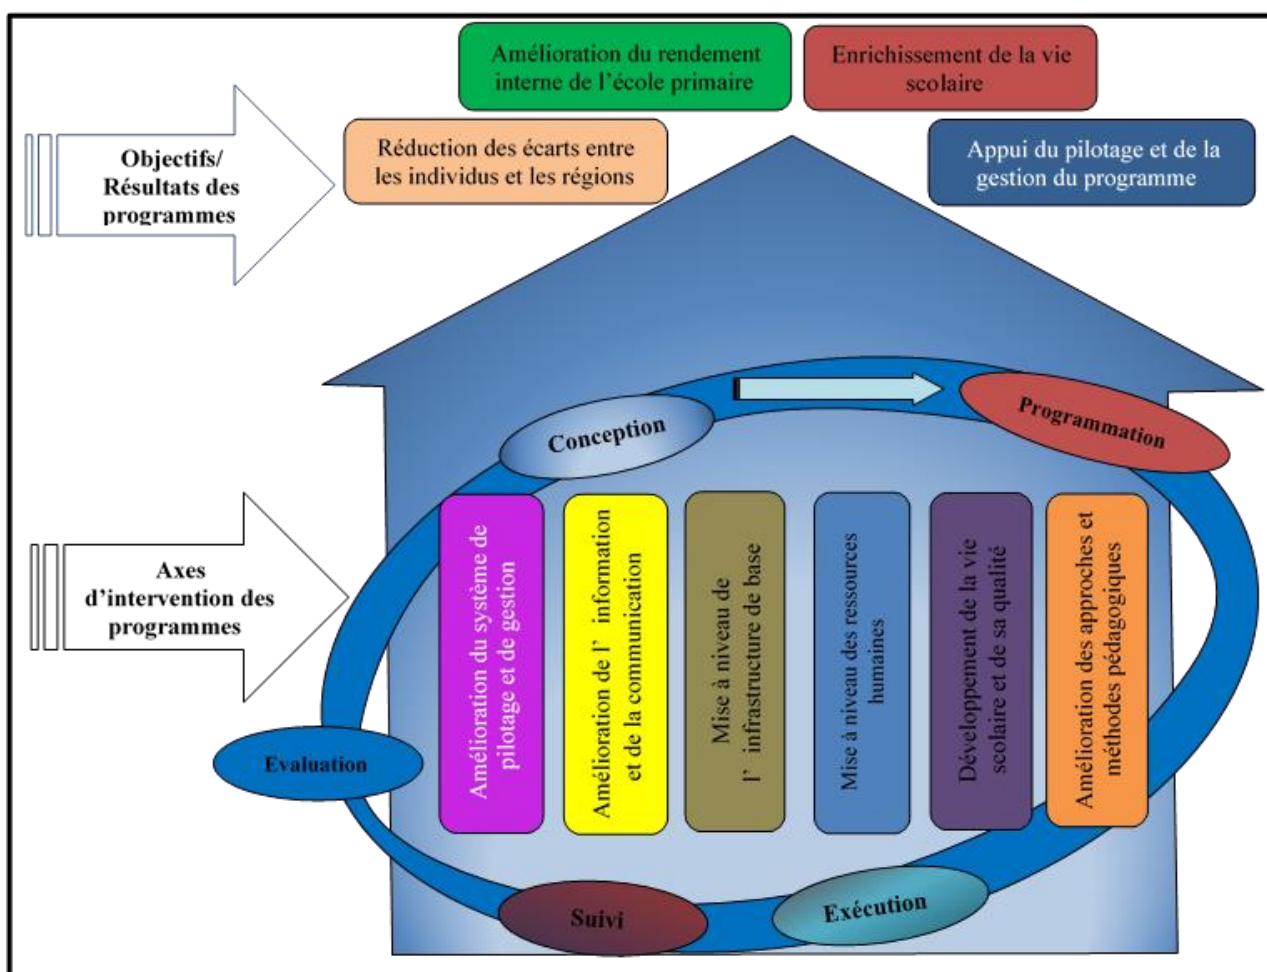 Amélioration du rendement
interne de l'école primaire
Enrichissement de la vie
scolaire
Réduction des écarts entre
les individus et les régions
Appui du pilotage et de la
gestion du programme
Objectifs/
Résultats des
programmes
Conception
Programmation
Axes
d'intervention des
programmes
Amélioration du système de
pilotage et de gestion
Amélioration de l' information
et de la communication
Mise à niveau de
l' infrastructure de base
Mise à niveau des ressources
humaines
Développement de la vie
scolaire et de sa qualité
Amélioration des approches et
méthodes pédagogiques
Evaluation
Suivi
Exécution